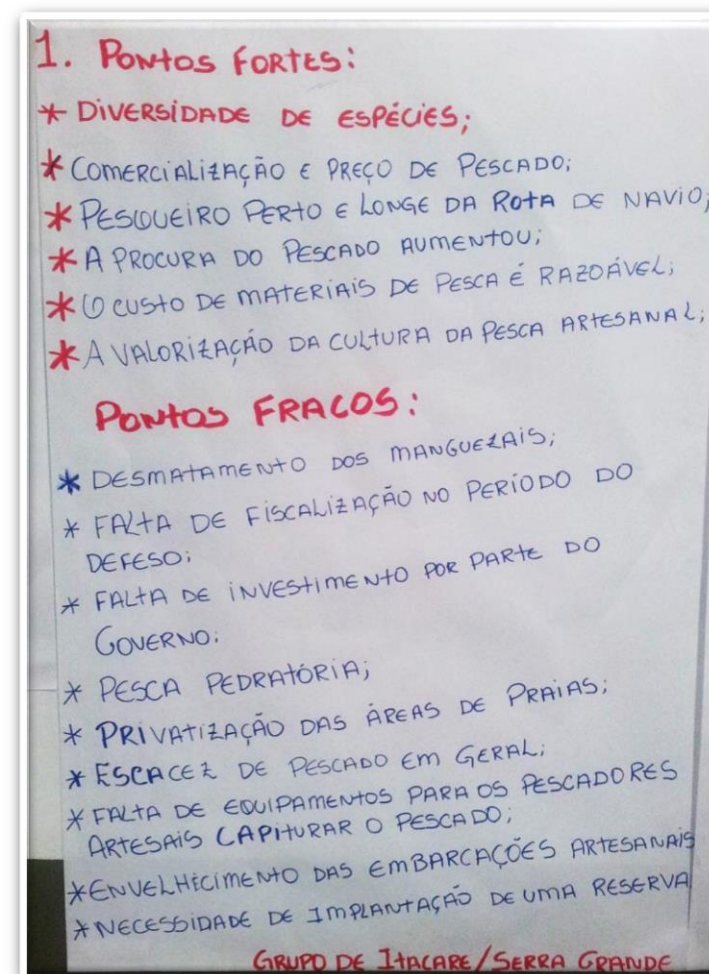 1. PONTOS FORTES:
* DIVERSIDADE DE ESPÉCIES;
* COMERCIALIZAÇÃO E PREÇO DE PESCADO;
* PESQUEIRO PERTO E LONGE DA ROTA DE NAVIO;
* A PROCURA DO PESCADO AUMENTOU;
* O CUSTO DE MATERIAIS DE PESCA É RAZOÁVEL;
* A VALORIZAÇÃO DA CULTURA DA PESCA ARTESANAL;
PONTOS FRACOS:
* DESMATAMENTO DOS MANGUEZAIS;
* FALTA DE FISCALIZAÇÃO NO PERÍODO DO
DEFESO;
* FALTA DE INVESTIMENTO POR PARTE DO
GOVERNO;
* PESCA PEDRATÓRIA;
* PRIVATIZAÇÃO DAS ÁREAS DE PRAIAS;
* ESCACEZ DE PESCADO EM GERAL;
* FALTA DE EQUIPAMENTOS PARA OS PESCADORES
ARTESAIS CAPITURAR O PESCADO;
* ENVELHECIMENTO DAS EMBARCAÇÕES ARTESANAIS
* NECESSIDADE DE IMPLANTAÇÃO DE UMA RESERVA
GRUPO DE ITACARE/SERRA GRANDE